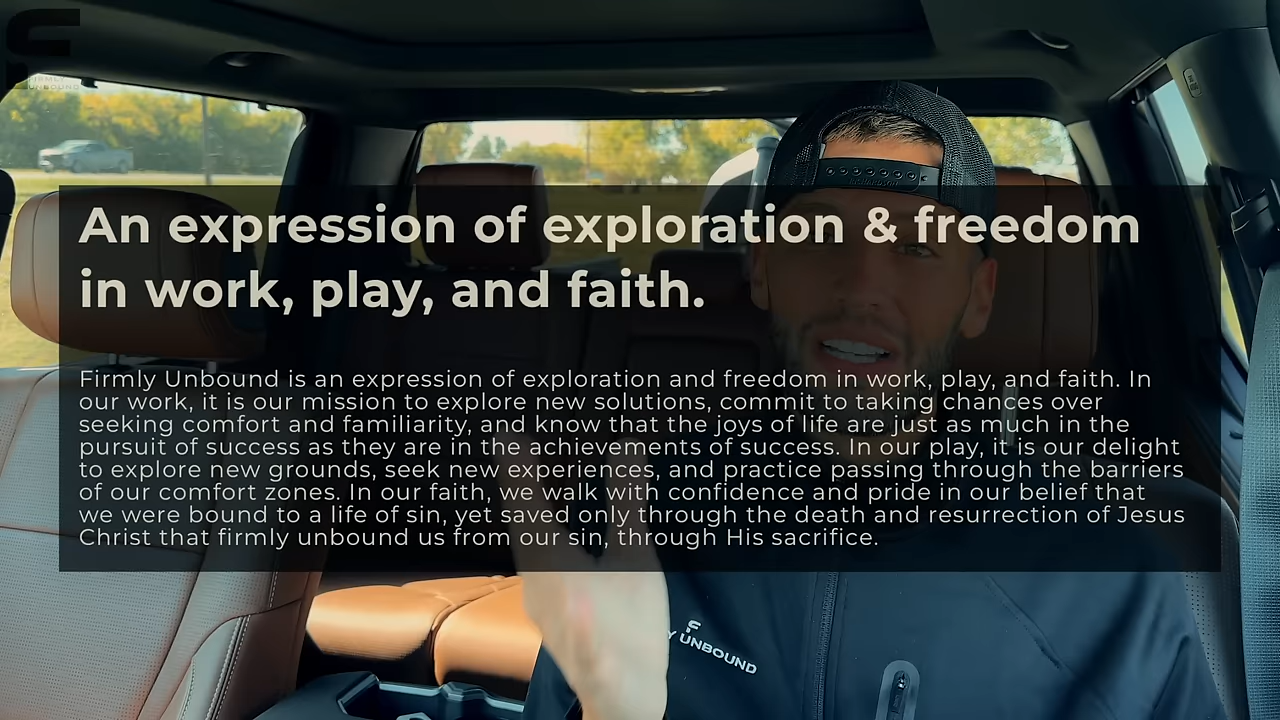 FIRMLY
UNBOUND
An expression of exploration & freedom
in work, play, and faith.
Firmly Unbound is an expression of exploration and freedom in work, play, and faith. In
our work, it is our mission to explore new solutions, commit to taking chances over
seeking comfort and familiarity, and know that the joys of life are just as much in the
pursuit of success as they are in the achievements of success. In our play, it is our delight
to explore new grounds, seek new experiences, and practice passing through the barriers
of our comfort zones. In our faith, we walk with confidence and pride in our belief that
we were bound to a life of sin, yet saved only through the death and resurrection of Jesus
Christ that firmly unbound us from our sin, through His sacrifice.
Y UNBOUND